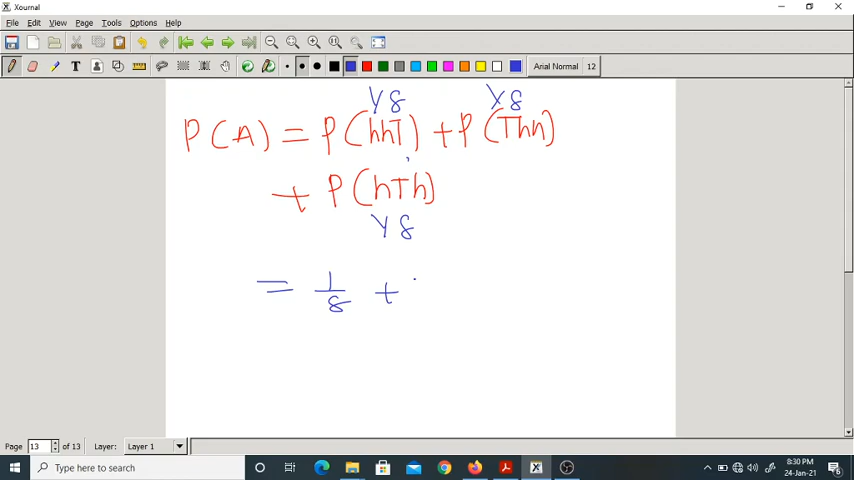 Xournal
File Edit View Page Tools Options Help
Arial Normal 12
1/8 1/8
P(A) = P(hhT) + P(Thh)
+ P(hTh)
1/8
= 1/8 +
Page 13 of 13 Layer: Layer 1
Type here to search
8:30 PM
24-Jan-21
6